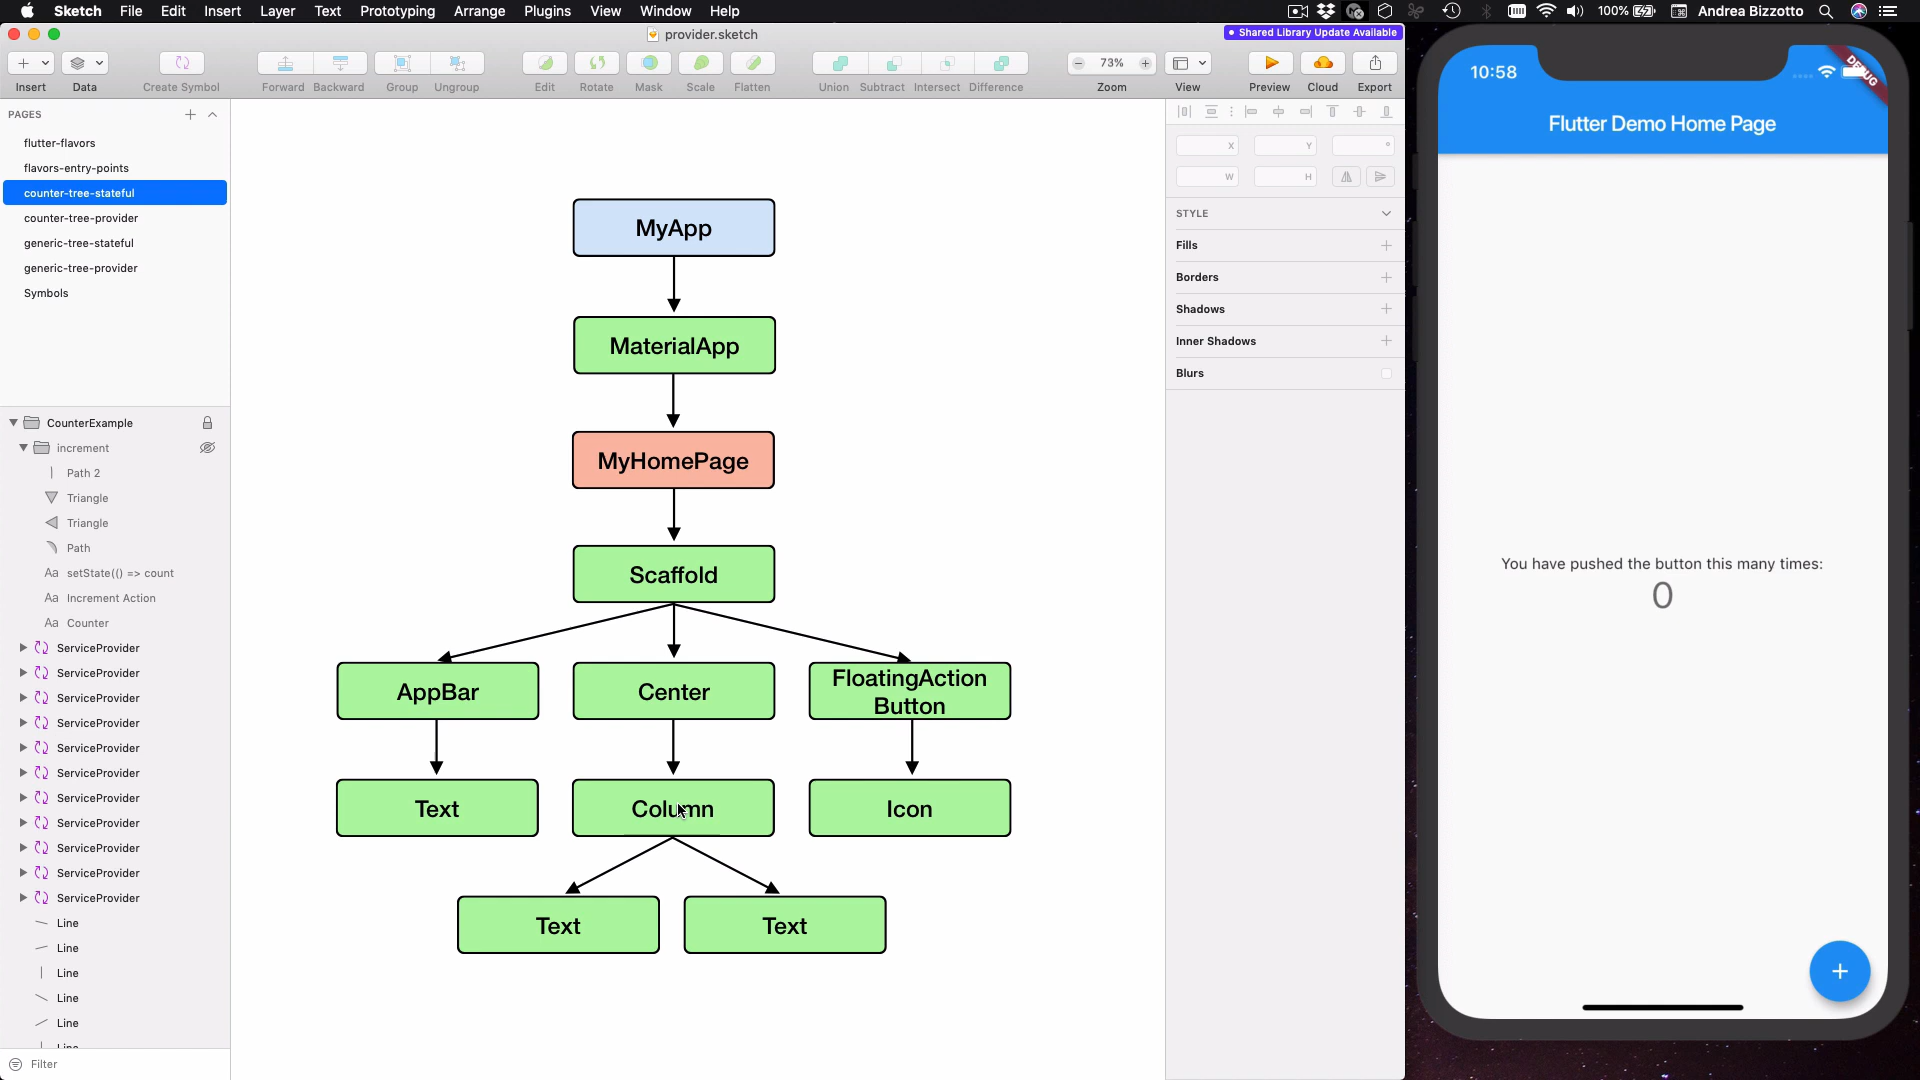 Sketch File Edit Insert Layer Text Prototyping Arrange Plugins View Window Help
100% Andrea Bizzotto
provider.sketch
Shared Library Update Available
Insert Data Create Symbol Forward Backward Group Ungroup Edit Rotate Mask Scale Flatten Union Subtract Intersect Difference
73%
Zoom View Preview Cloud Export
PAGES
flutter-flavors
flavors-entry-points
counter-tree-stateful
counter-tree-provider
generic-tree-stateful
generic-tree-provider
Symbols
CounterExample
increment
Path 2
Triangle
Triangle
Path
Aa setState(() => count
Aa Increment Action
Aa Counter
ServiceProvider
ServiceProvider
ServiceProvider
ServiceProvider
ServiceProvider
ServiceProvider
ServiceProvider
ServiceProvider
ServiceProvider
ServiceProvider
ServiceProvider
Line
Line
Line
Line
Line
Line
Filter
MyApp
MaterialApp
MyHomePage
Scaffold
AppBar
Center
FloatingAction
Button
Text
Column
Icon
Text
Text
X Y °
W H
STYLE
Fills
Borders
Shadows
Inner Shadows
Blurs
10:58
DEBUG
Flutter Demo Home Page
You have pushed the button this many times:
0